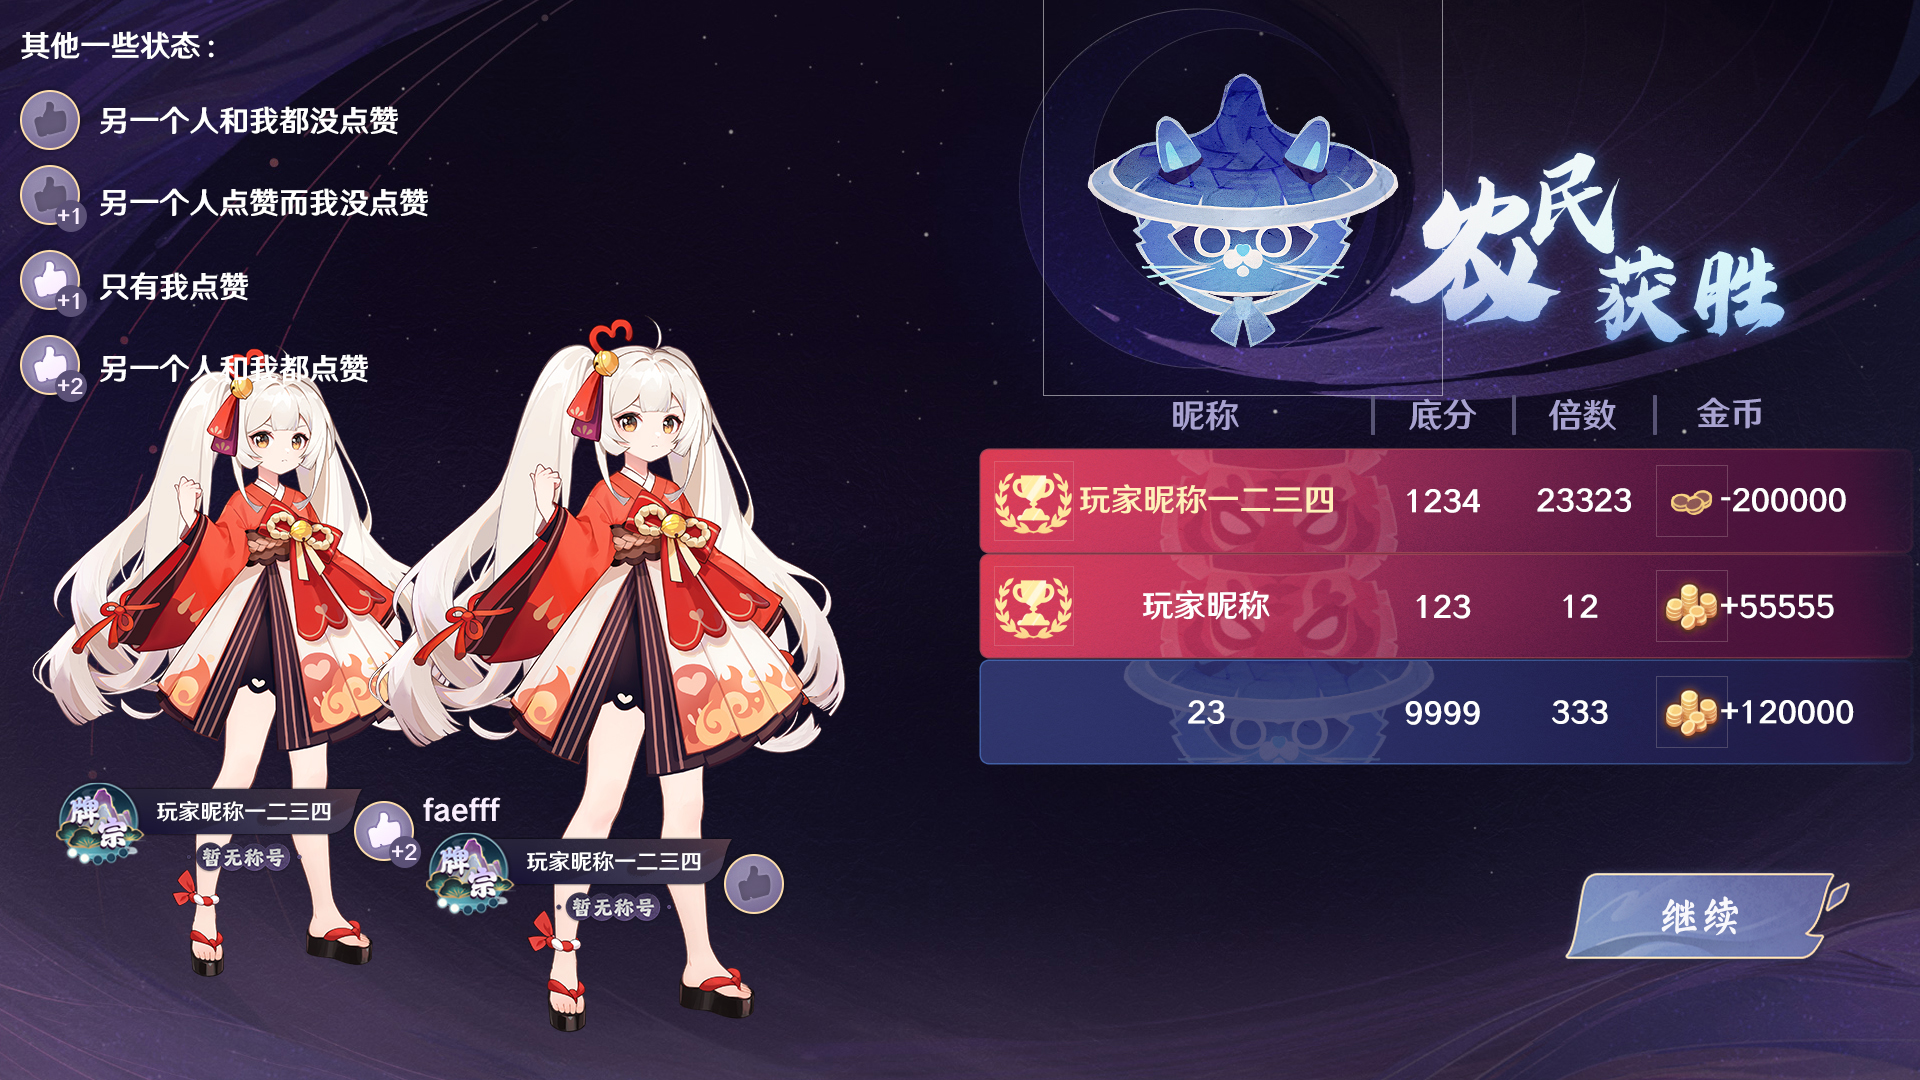 其他一些状态：
另一个人和我都没点赞
+1
另一个人点赞而我没点赞
+1
只有我点赞
+2
另一个人和我都点赞
农民
获胜
昵称 底分 倍数 金币
玩家昵称一二三四 1234 23323 -200000
玩家昵称 123 12 +55555
23 9999 333 +120000
牌宗
玩家昵称一二三四
暂无称号
+2
faefff
牌宗
玩家昵称一二三四
暂无称号
继续